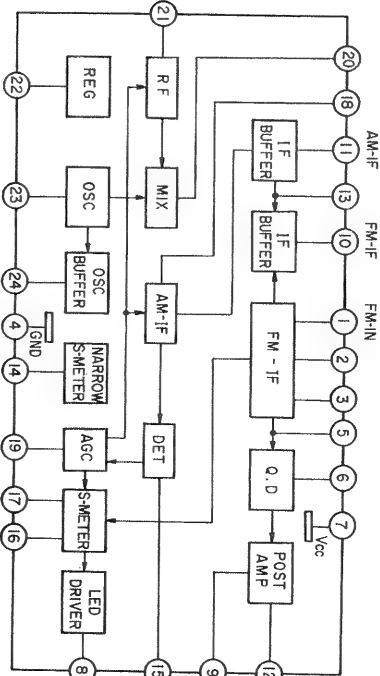 AM-IF
FM-IF
FM-IN
20
18
11
13
10
1
2
3
5
6
7
Vcc
IF
BUFFER
IF
BUFFER
FM-IF
Q.D
POST
AMP
21
RF
MIX
AM-IF
DET
12
9
15
8
REG
OSC
OSC
BUFFER
GND
NARROW
S-METER
AGC
S-METER
LED
DRIVER
22
23
24
4
14
19
17
16